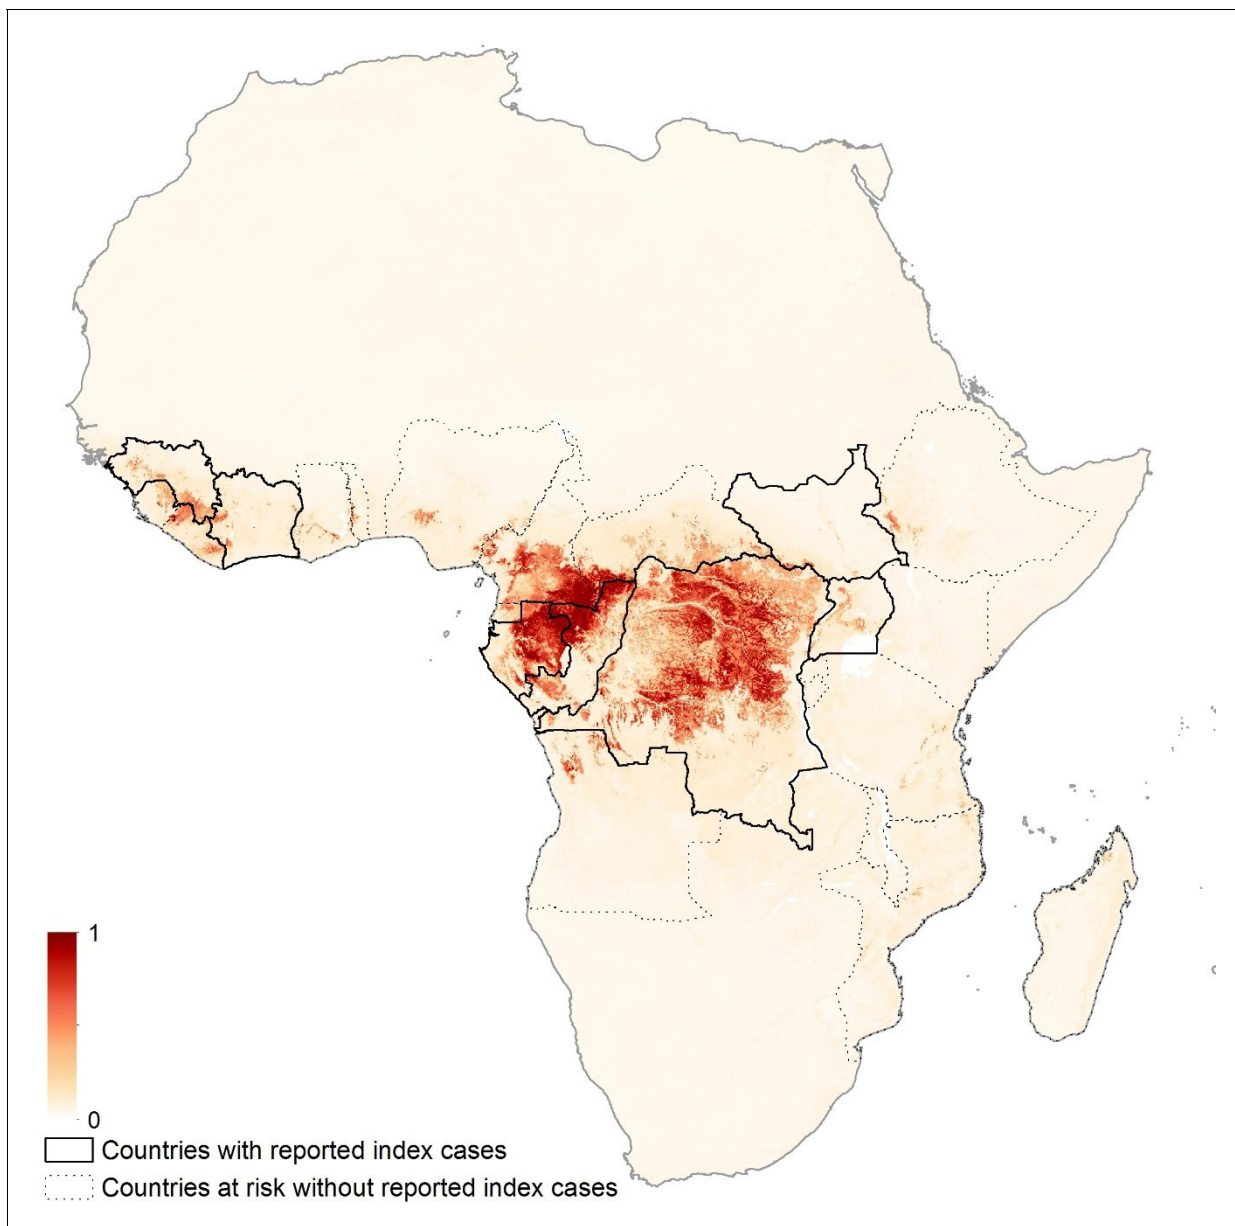 1
0
Countries with reported index cases
Countries at risk without reported index cases